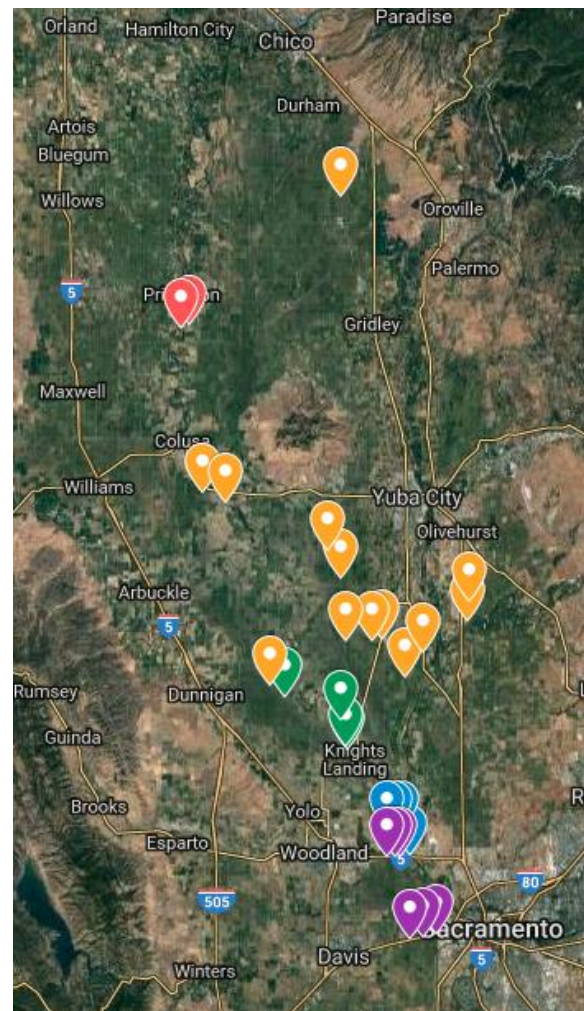 Paradise
Orland
Hamilton City
Chico
Durham
Artois
Bluegum
Willows
Oroville
Palermo
5
Gridley
Maxwell
Colusa
Williams
Yuba City
Olivehurst
Arbuckle
5
Rumsey
Dunnigan
Guinda
Knights
Landing
Brooks
Yolo
R
Esparto
Woodland
5
80
505
Sacramento
Davis
5
Winters